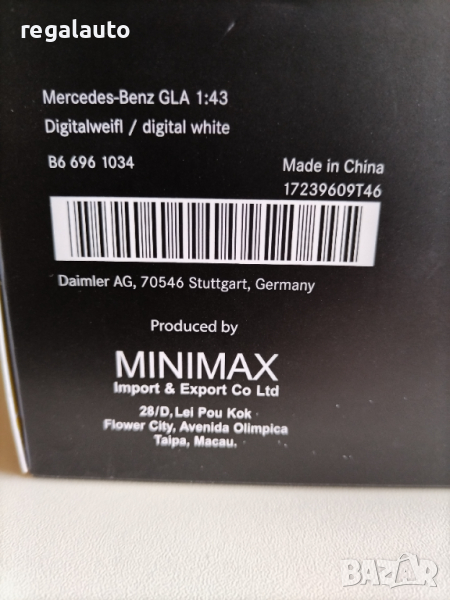 regalauto
Mercedes-Benz GLA 1:43
Digitalweifl / digital white
B6 696 1034
Made in China
17239609T46
Daimler AG, 70546 Stuttgart, Germany
Produced by
MINIMAX
Import & Export Co Ltd
28/D, Lei Pou Kok
Flower City, Avenida Olimpica
Taipa, Macau.
BAZAR